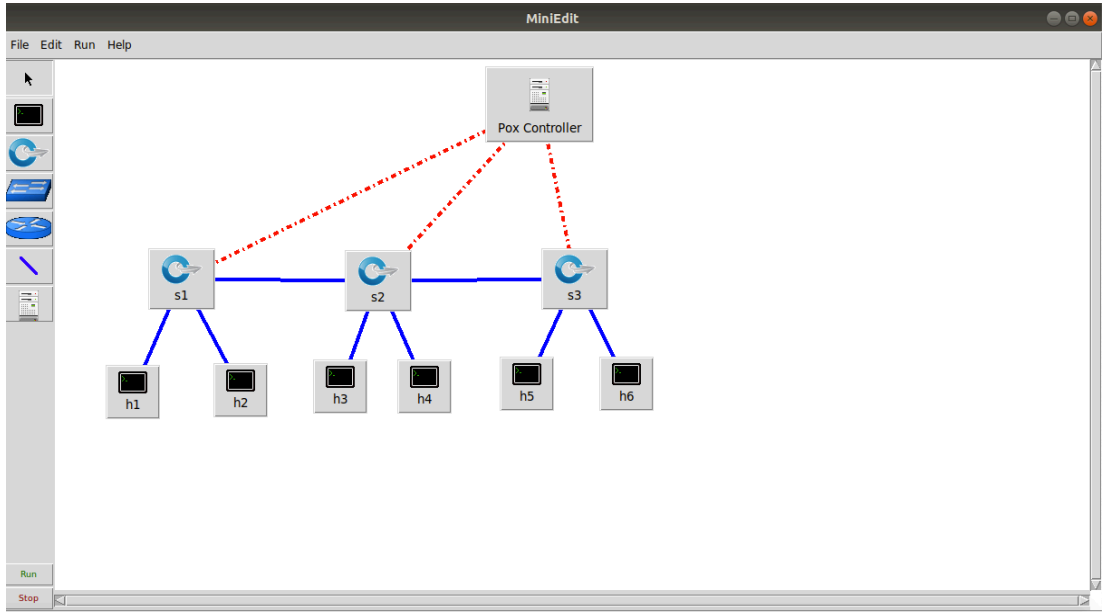 MiniEdit
File Edit Run Help
Pox Controller
s1
s2
s3
h1
h2
h3
h4
h5
h6
Run
Stop